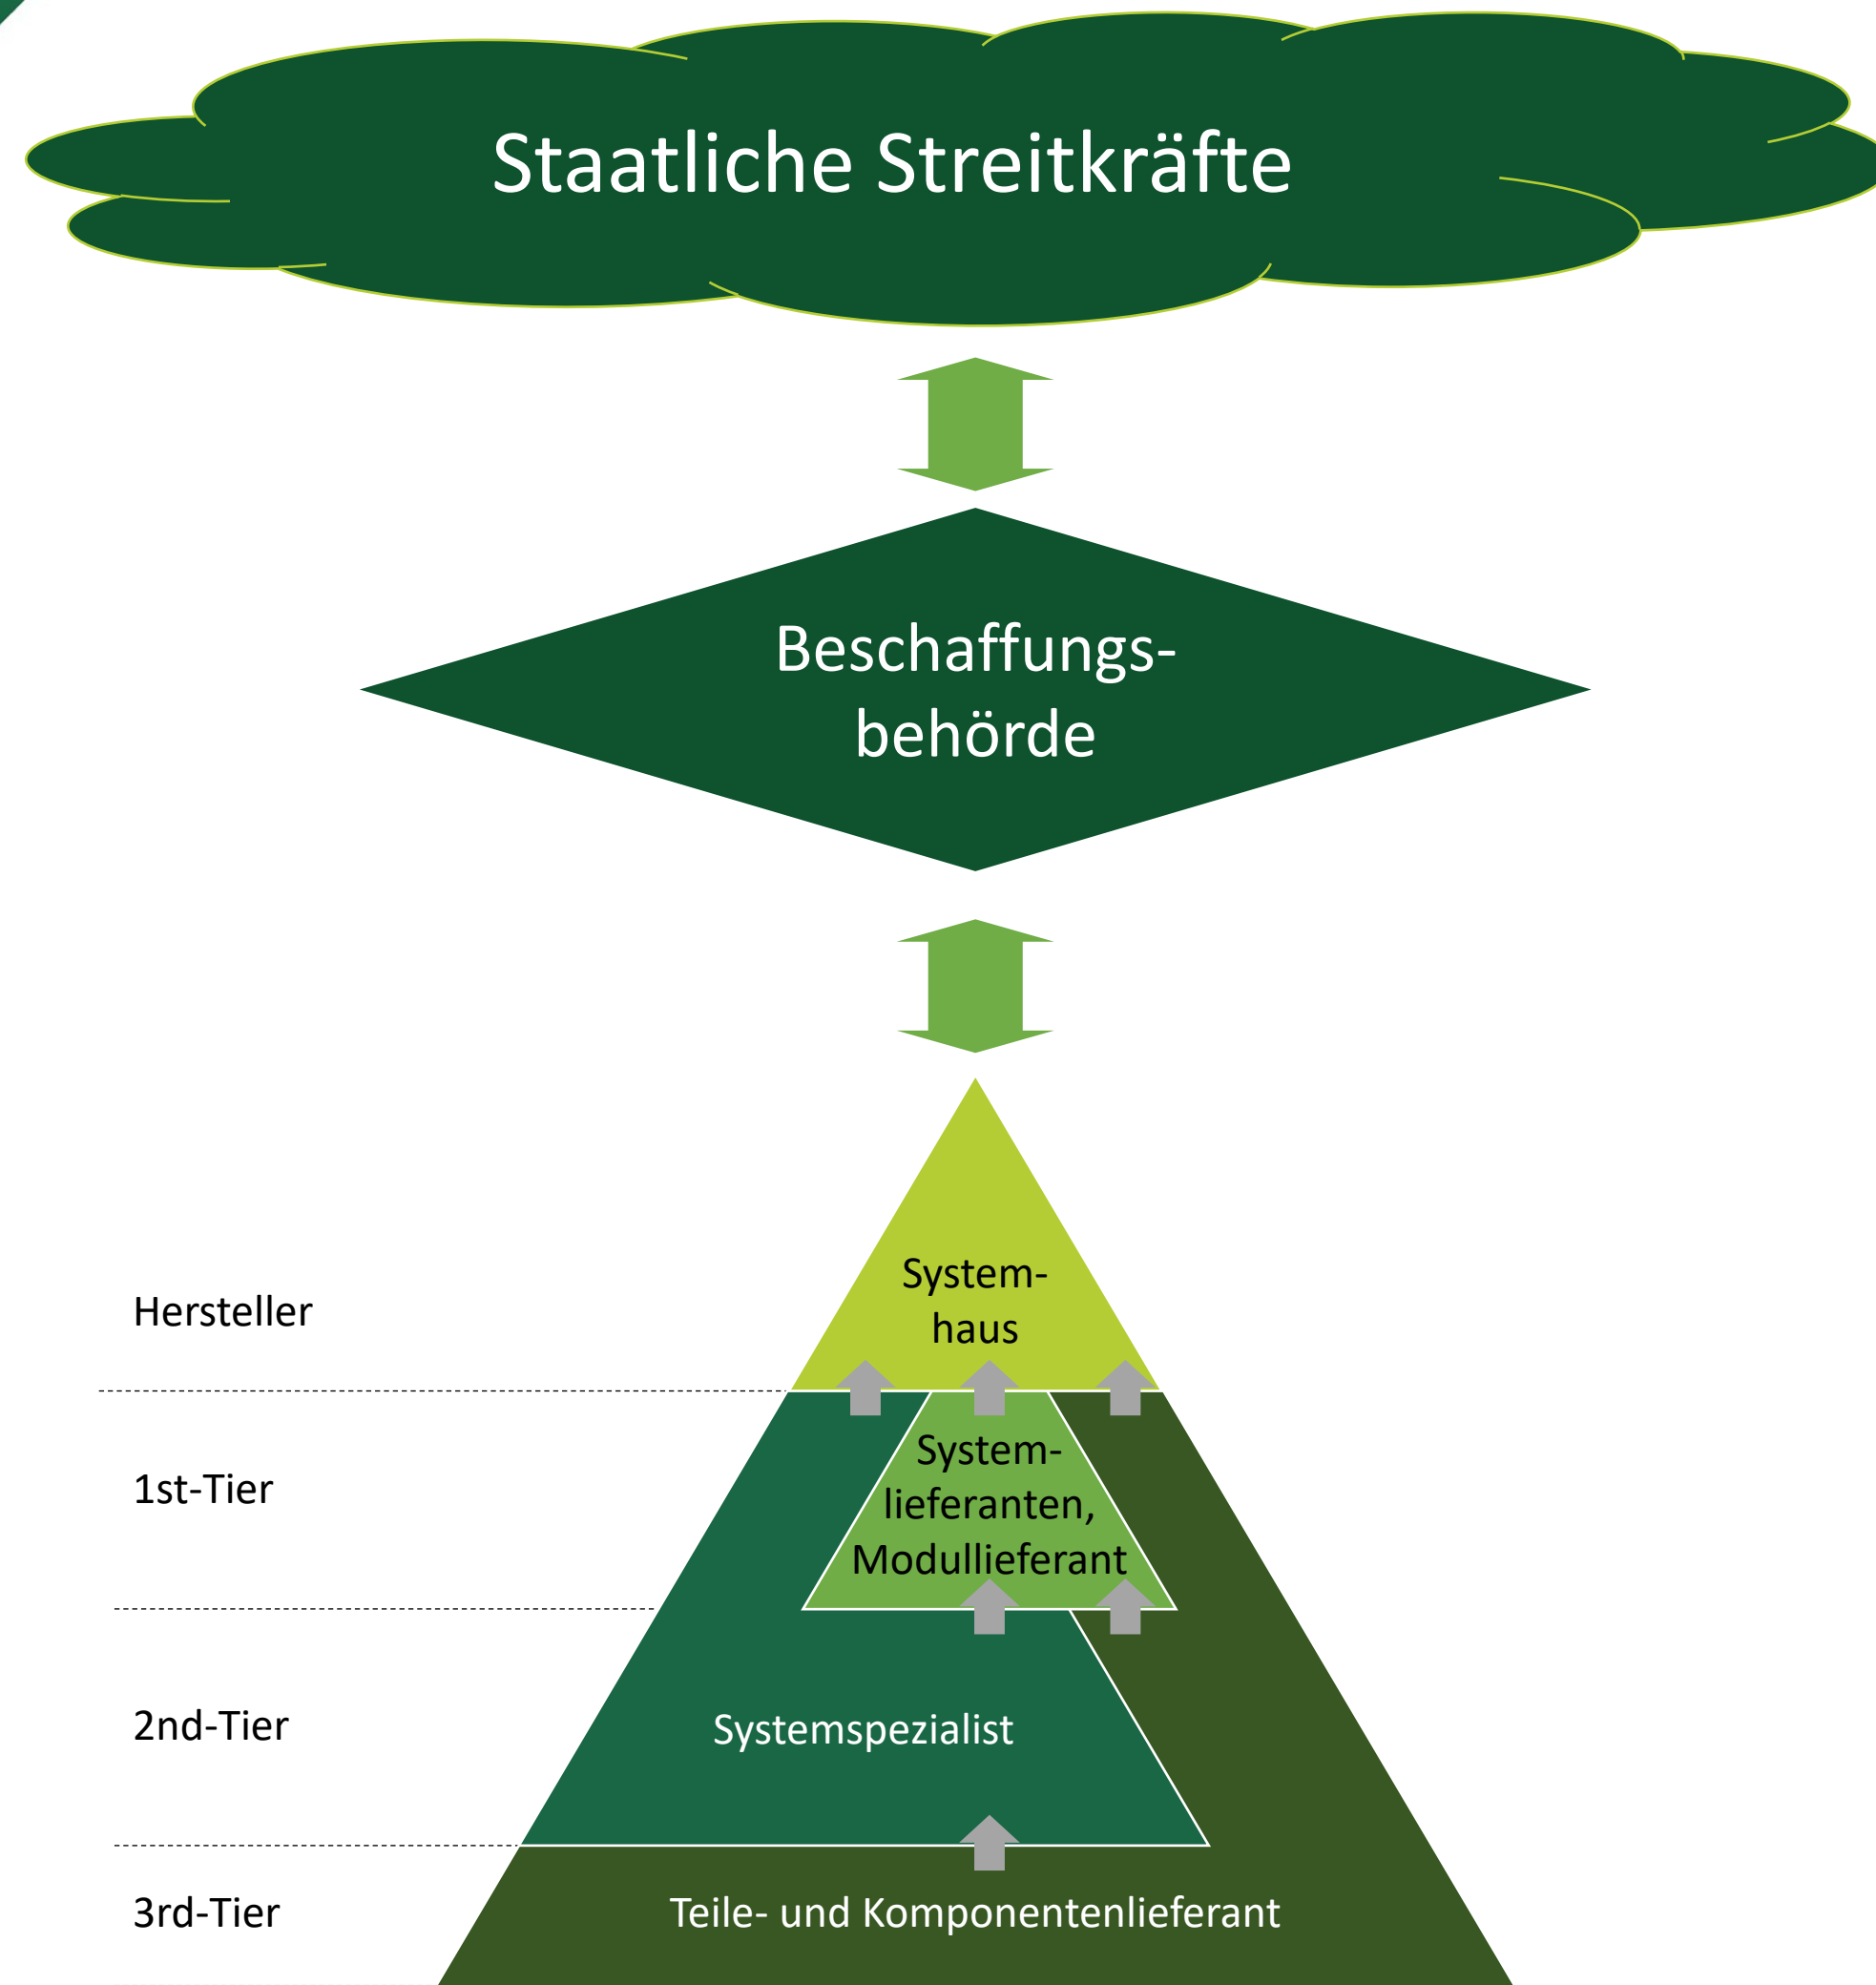 Staatliche Streitkräfte
Beschaffungs-
behörde
System-
haus
Hersteller
System-
lieferanten,
Modullieferant
1st-Tier
2nd-Tier
Systemspezialist
3rd-Tier
Teile- und Komponentenlieferant